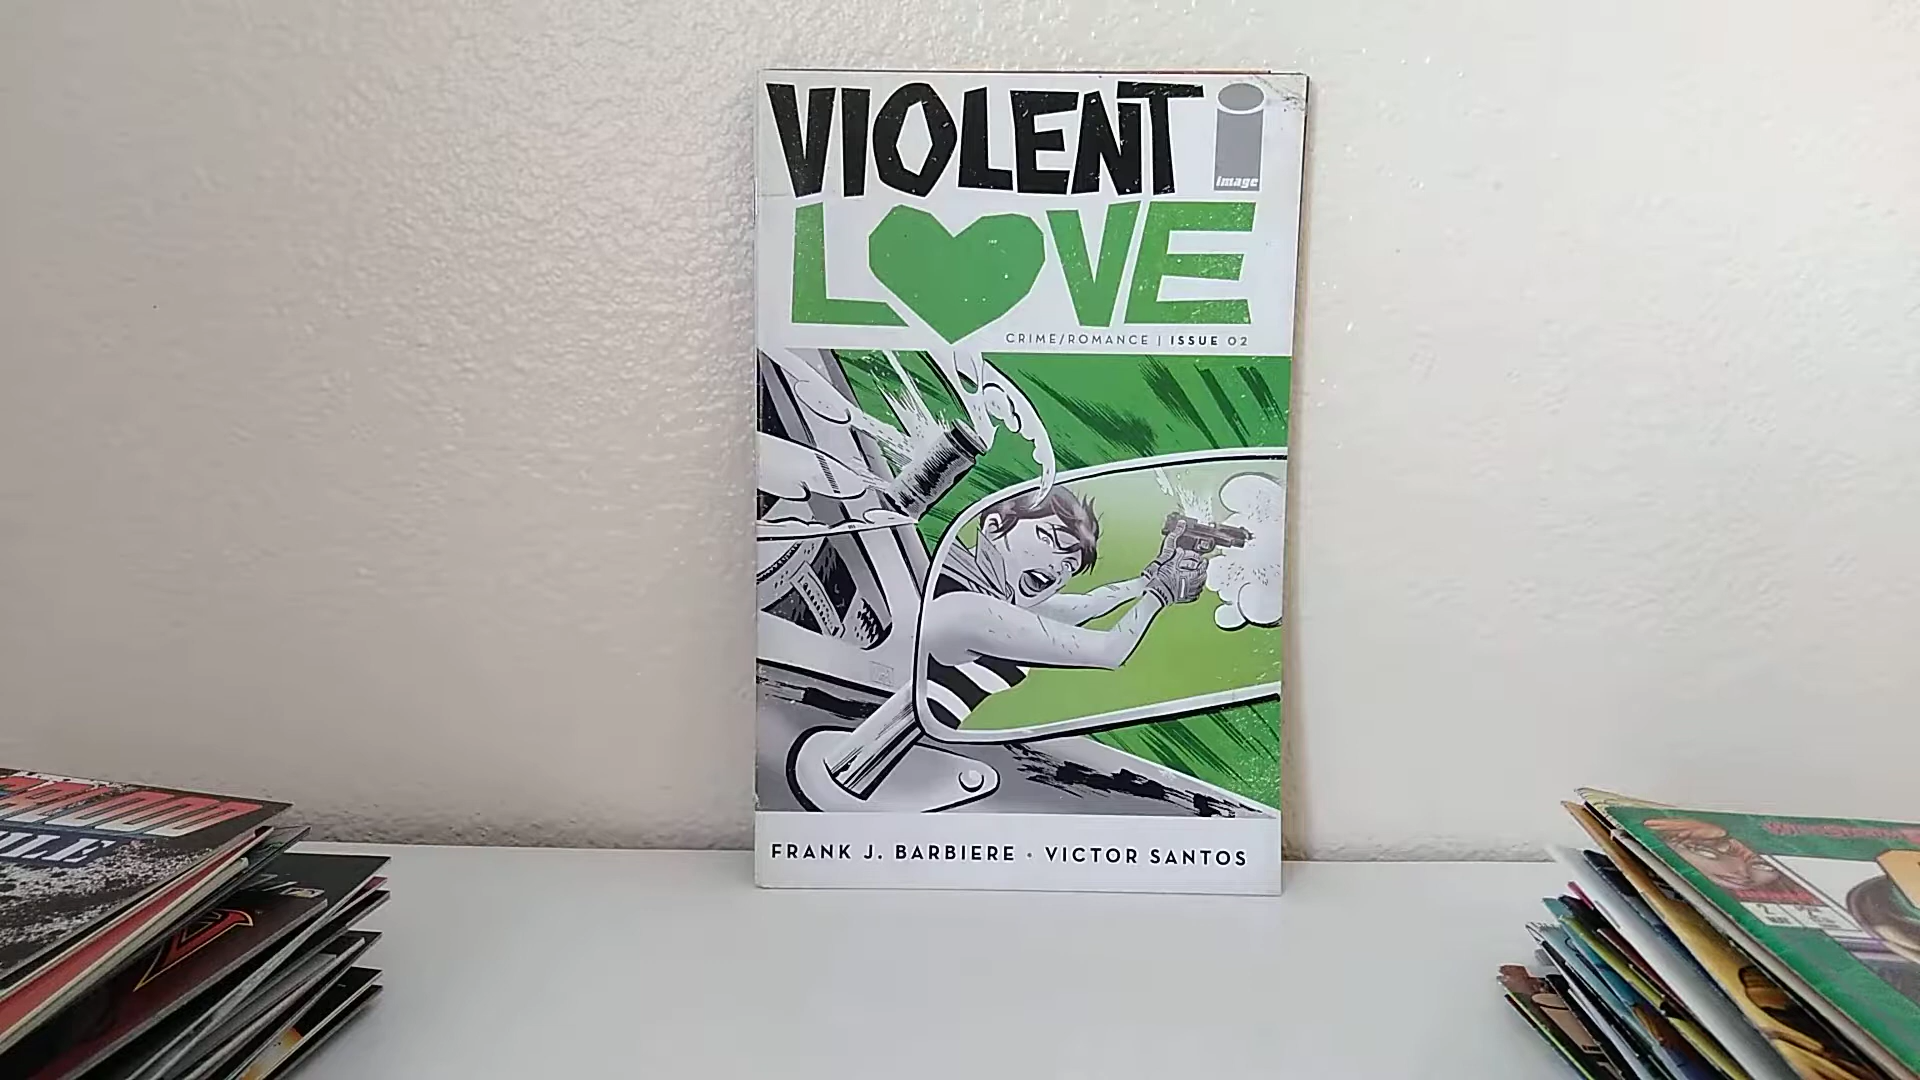 VIOLENT
image
LOVE
CRIME/ROMANCE | ISSUE 02
FRANK J. BARBIERE • VICTOR SANTOS